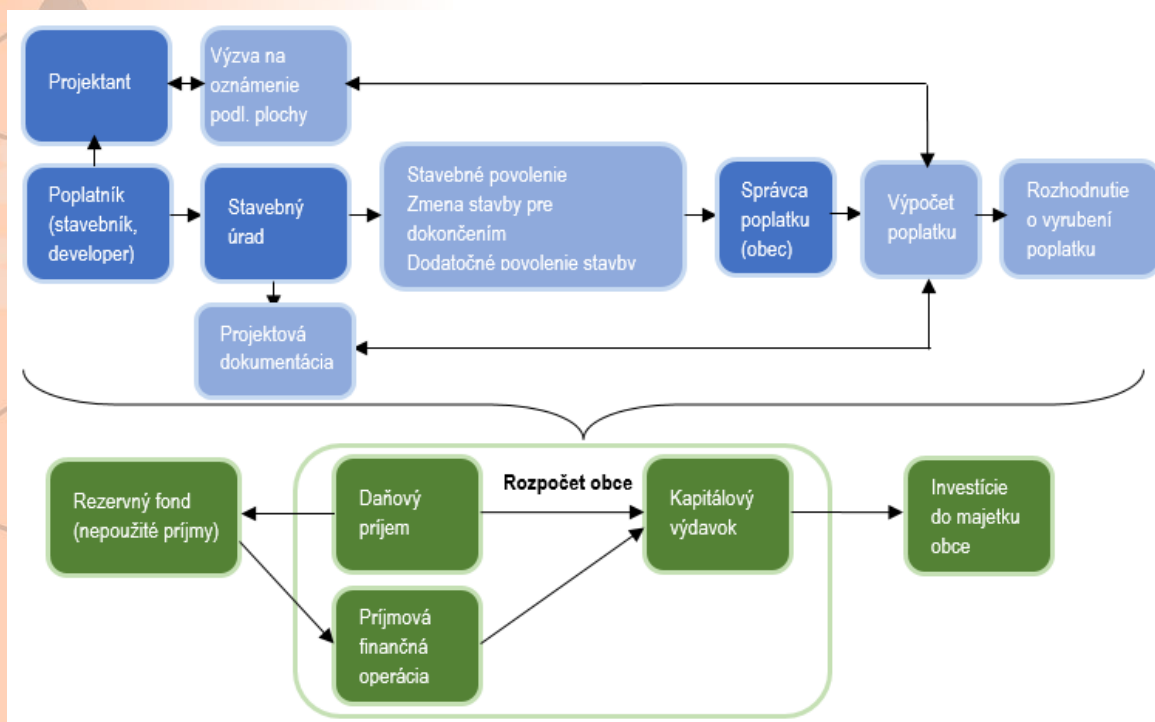 Projektant
Výzva na
oznámenie
podl. plochy
Poplatník
(stavebník,
developer)
Stavebný
úrad
Stavebné povolenie
Zmena stavby pre
dokončením
Dodatočné povolenie stavby
Správca
poplatku
(obec)
Výpočet
poplatku
Rozhodnutie
o vyrubení
poplatku
Projektová
dokumentácia
Rezervný fond
(nepoužité príjmy)
Daňový
príjem
Rozpočet obce
Kapitálový
výdavok
Investície
do majetku
obce
Príjmová
finančná
operácia